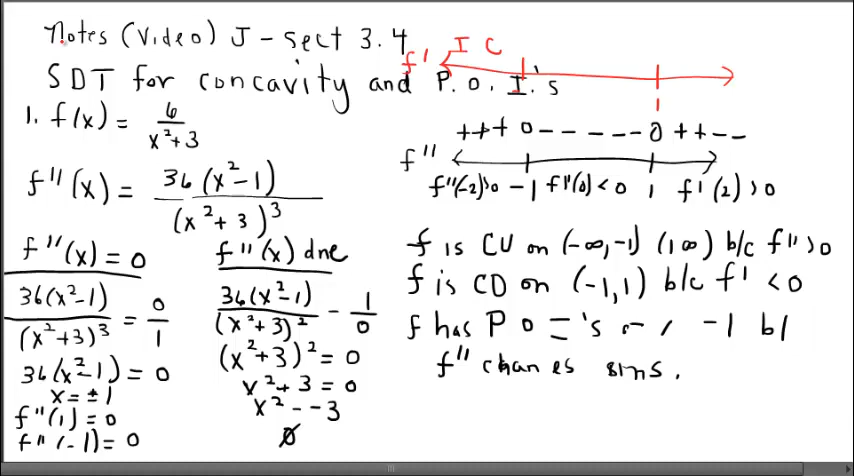 Notes (Video) J - sect 3.4
SDT for concavity and P.O.I.'s
f' I C
1. f(x) = 6 / x²+3
f''(x) = 36(x²-1) / (x²+3)³
+++ 0 - - - - - 0 ++--
f''
f''(-2)>0 -1 f''(0)<0 1 f'(2)>0
f''(x) = 0
36(x²-1) / (x²+3)³ = 0/1
36(x²-1) = 0
x = ±1
f''(1) = 0
f''(-1) = 0
f''(x) dne
36(x²-1) / (x²+3)² - 1/0
(x²+3)² = 0
x²+3 = 0
x² - -3
Ø
f is CU on (-∞,-1) (1∞) b/c f''>0
f is CD on (-1,1) b/c f' <0
f has P O I's -1 b/
f'' chan es sins.